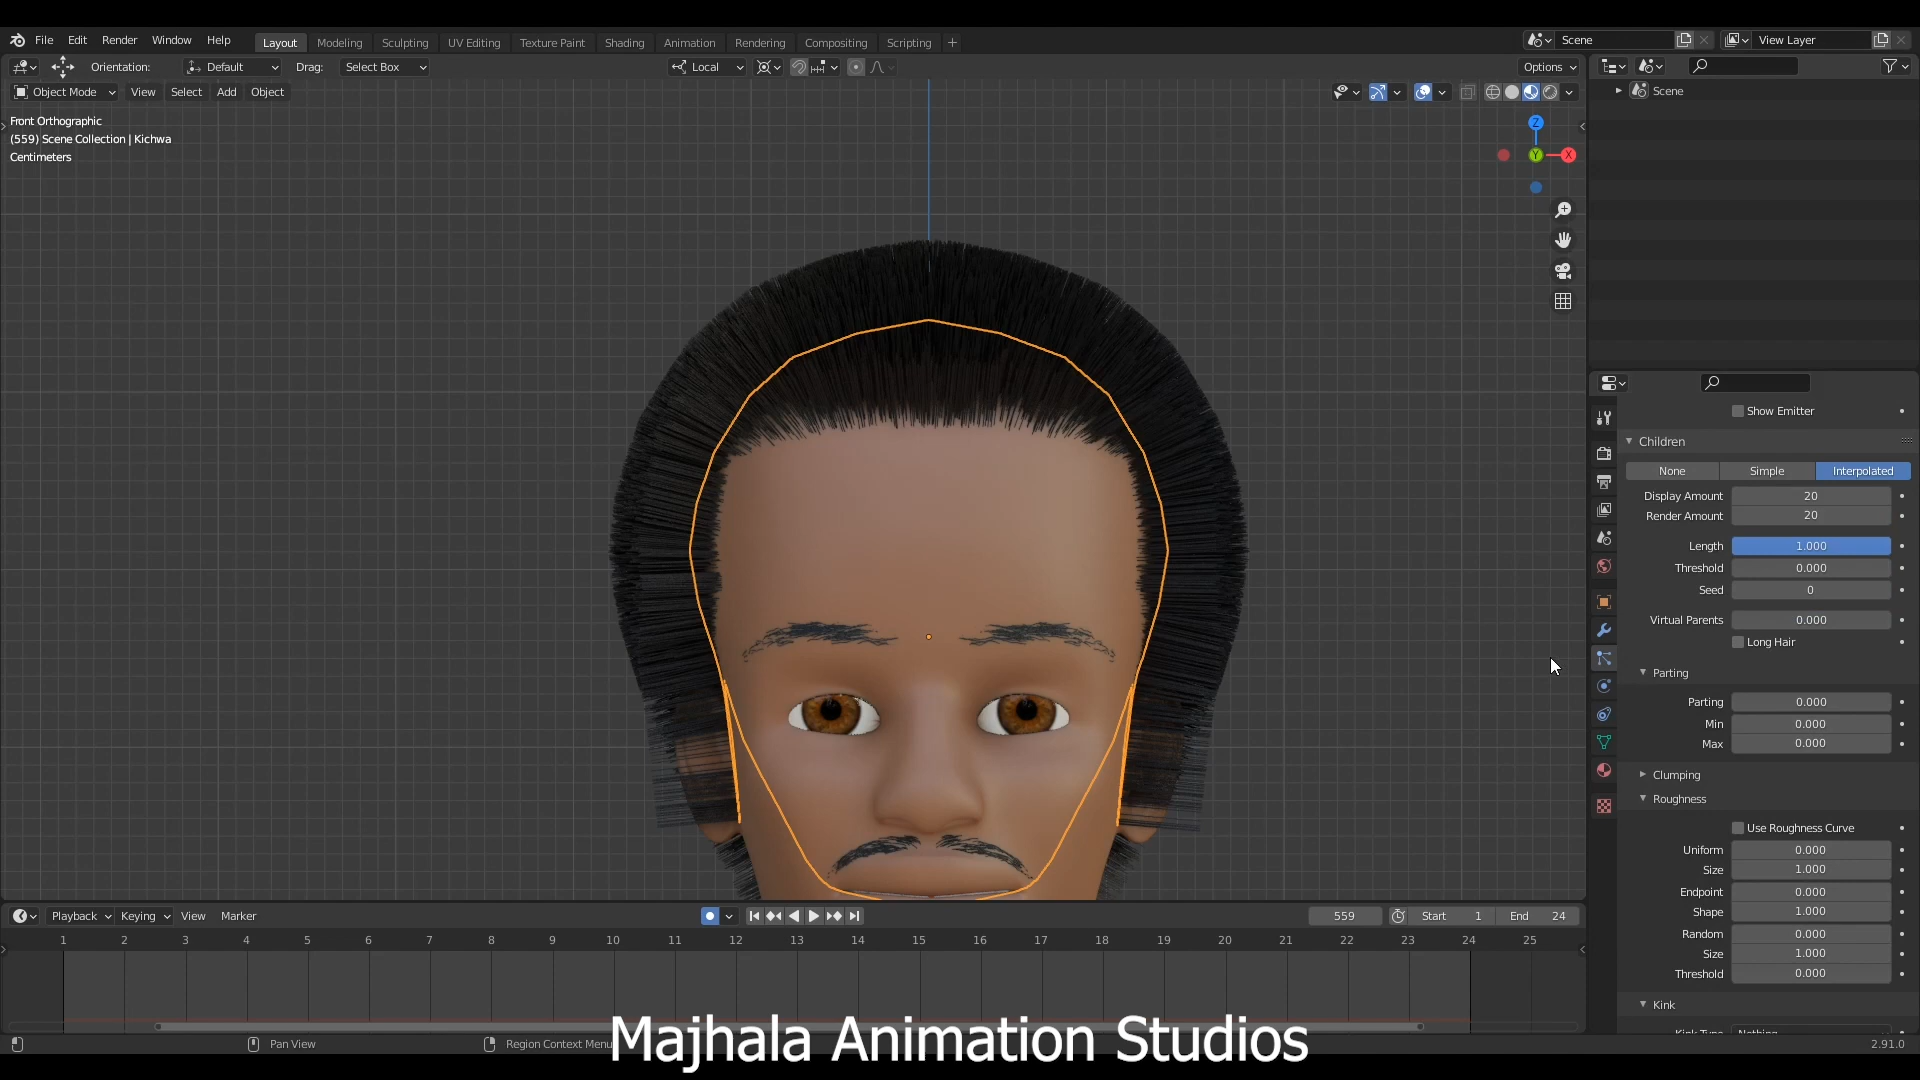 File Edit Render Window Help Layout Modeling Sculpting UV Editing Texture Paint Shading Animation Rendering Compositing Scripting + Scene View Layer
Orientation: Default Drag: Select Box Local Options
Object Mode View Select Add Object
Scene
Front Orthographic
(559) Scene Collection | Kichwa
Centimeters
Z
Y
X
Show Emitter
Children
None Simple Interpolated
Display Amount 20
Render Amount 20
Length 1.000
Threshold 0.000
Seed 0
Virtual Parents 0.000
Long Hair
Parting
Parting 0.000
Min 0.000
Max 0.000
Clumping
Roughness
Use Roughness Curve
Uniform 0.000
Size 1.000
Endpoint 0.000
Shape 1.000
Random 0.000
Size 1.000
Threshold 0.000
Kink
Playback Keying View Marker 559 Start 1 End 24
1 2 3 4 5 6 7 8 9 10 11 12 13 14 15 16 17 18 19 20 21 22 23 24 25
Pan View Region Context Menu 2.91.0
Majhala Animation Studios